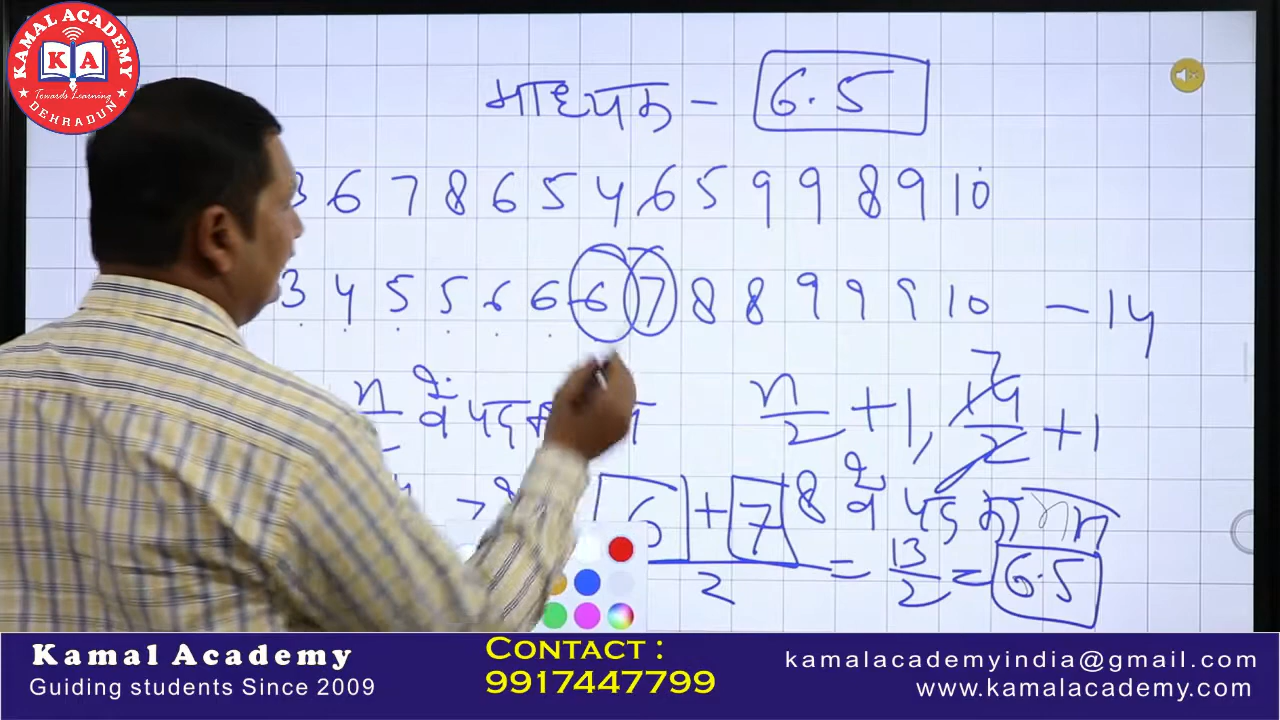 KAMAL ACADEMY
K A
Towards Learning
DEHRADUN
माध्यक - 6.5
3 6 7 8 6 5 4 6 5 9 9 8 9 10
3 4 5 5 6 6 6 7 8 8 9 9 9 10 - 14
n वें पद n/2 + 1, 14/2 + 1
7
8 वें पद का मान
6 + 7 / 2 = 13/2 = 6.5
Kamal Academy
Guiding students Since 2009
CONTACT :
9917447799
kamalacademyindia@gmail.com
www.kamalacademy.com